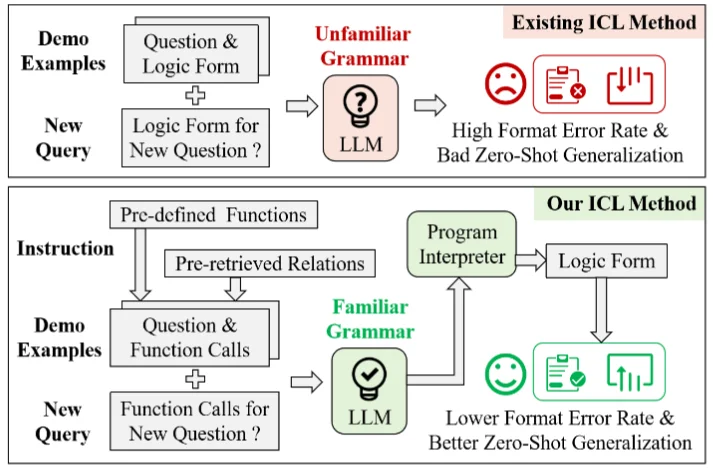 Existing ICL Method
Demo
Examples
Question &
Logic Form
New
Query
Logic Form for
New Question ?
Unfamiliar
Grammar
LLM
High Format Error Rate &
Bad Zero-Shot Generalization
Our ICL Method
Instruction
Pre-defined Functions
Pre-retrieved Relations
Demo
Examples
Question &
Function Calls
New
Query
Function Calls for
New Question ?
Familiar
Grammar
LLM
Program
Interpreter
Logic Form
Lower Format Error Rate &
Better Zero-Shot Generalization